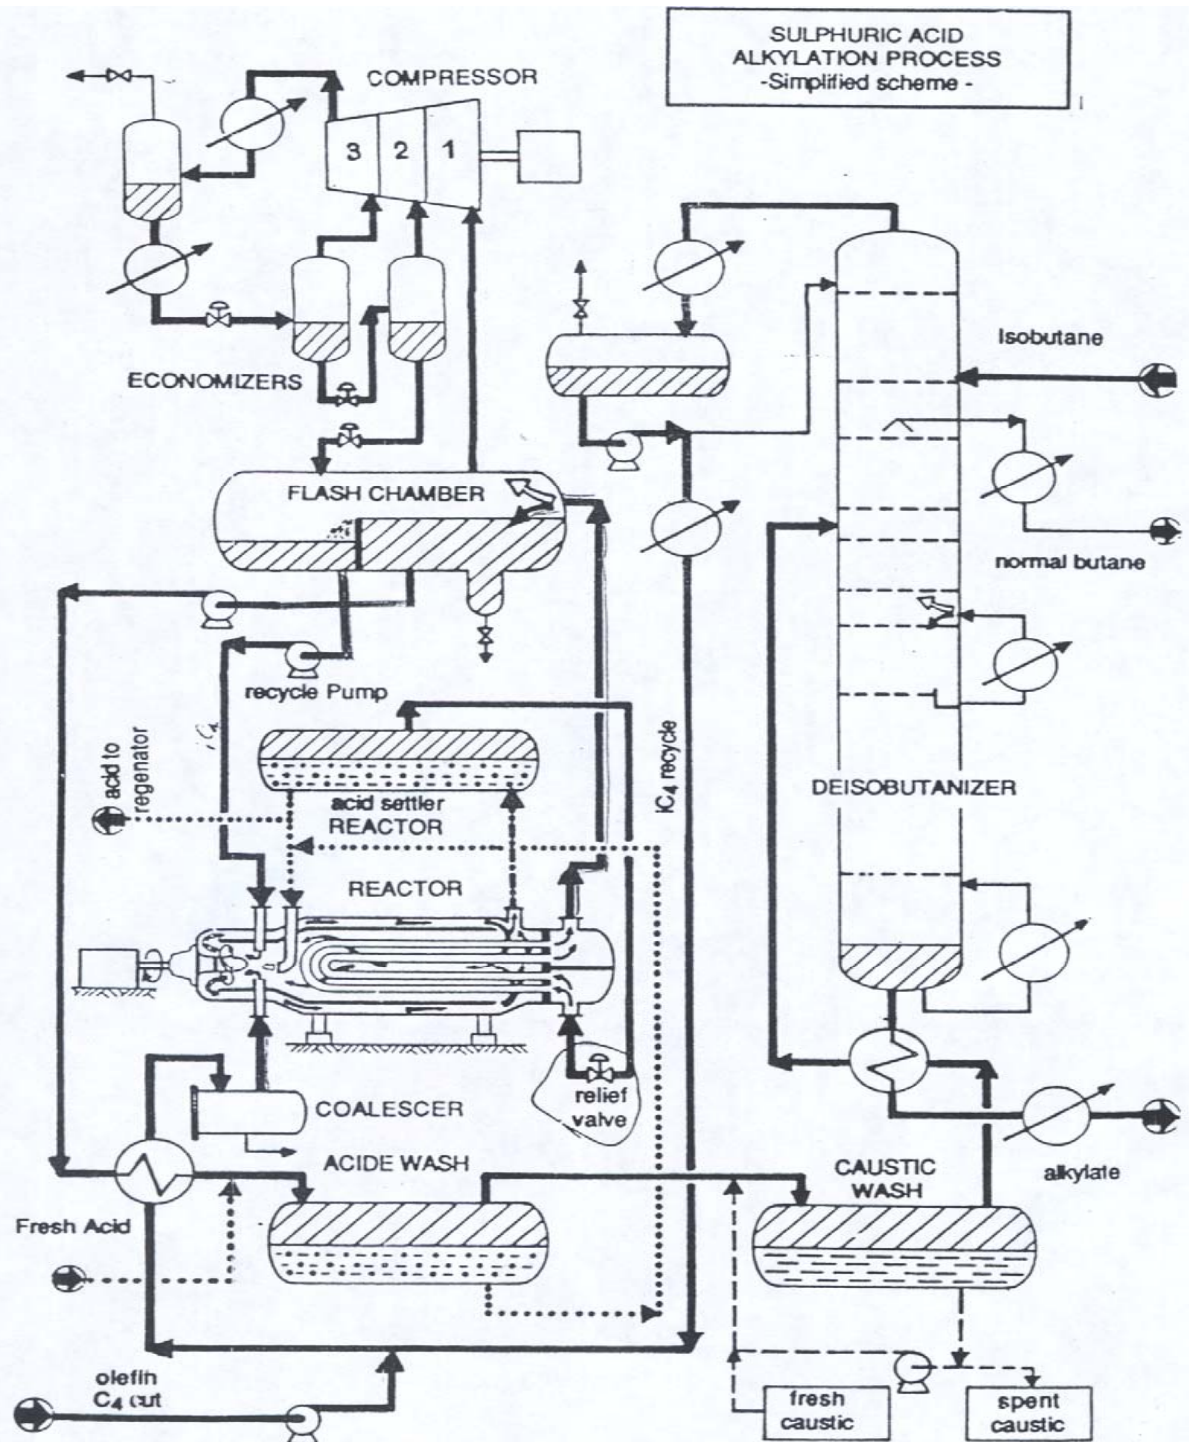 SULPHURIC ACID
ALKYLATION PROCESS
-Simplified scheme -
COMPRESSOR
3
2
1
ECONOMIZERS
Isobutane
FLASH CHAMBER
normal butane
recycle Pump
acid to
regenator
acid settler
REACTOR
IC4 recycle
DEISOBUTANIZER
REACTOR
relief
valve
COALESCER
ACIDE WASH
CAUSTIC
WASH
alkylate
Fresh Acid
olefin
C4 cut
fresh
caustic
spent
caustic